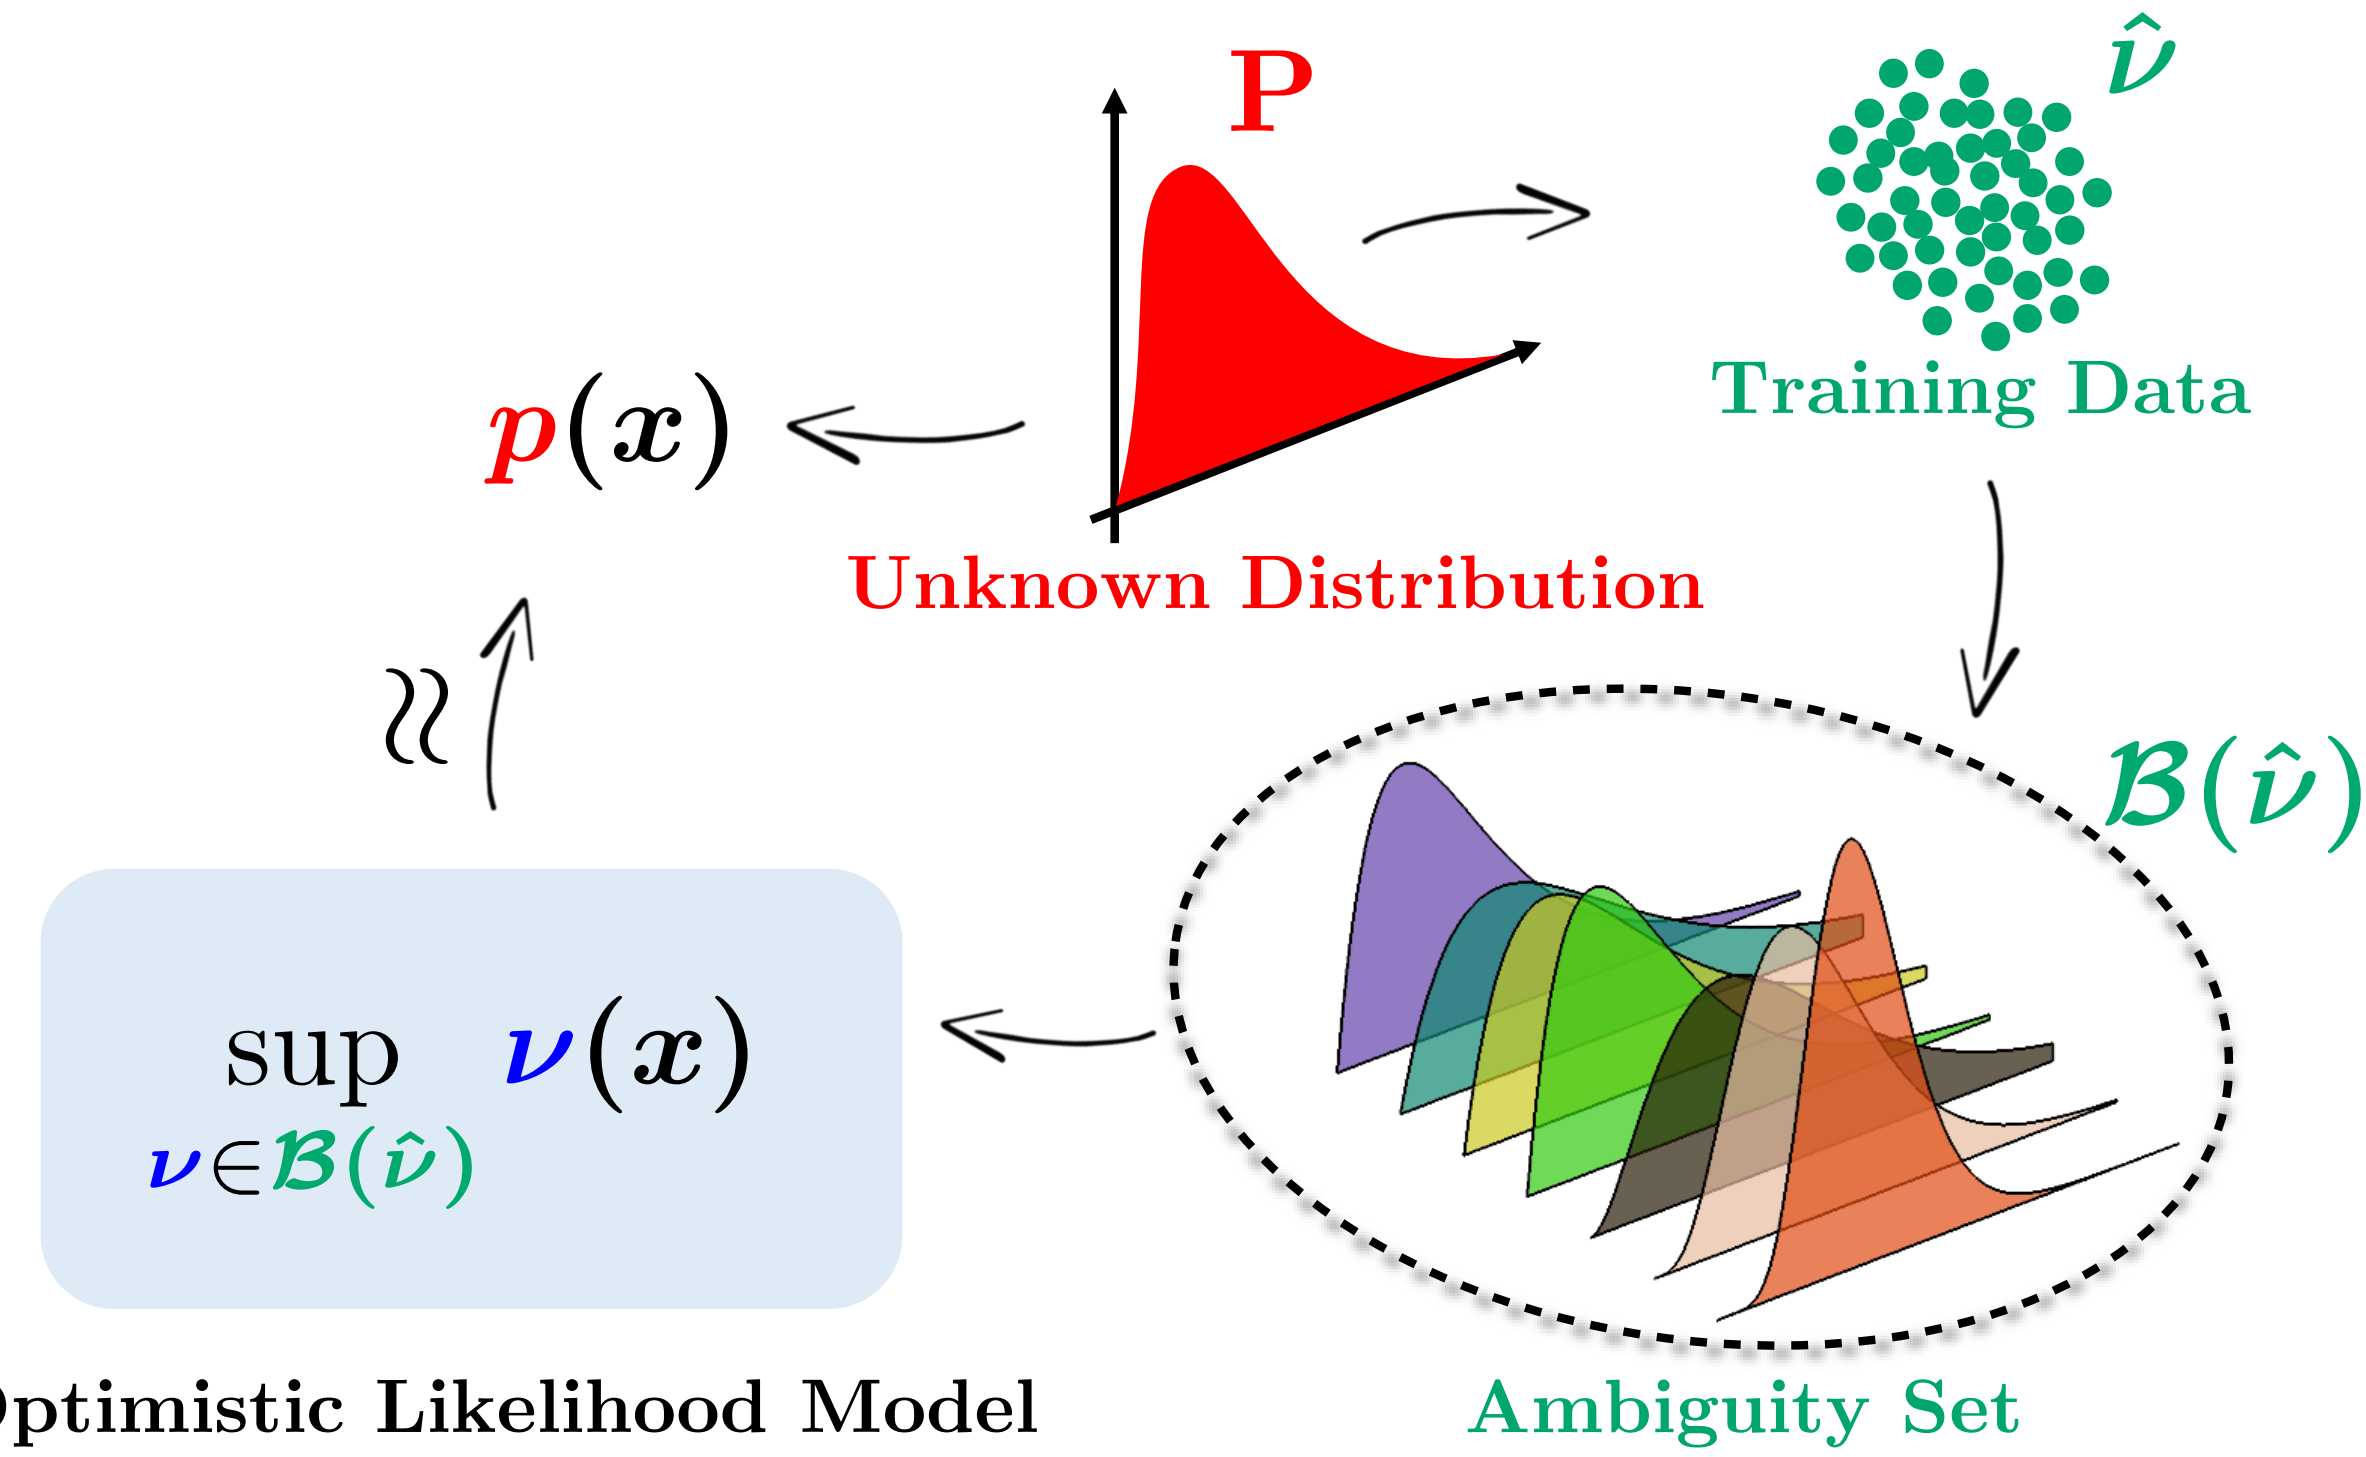 P
ν̂
Training Data
p(x)
Unknown Distribution
≈
B(ν̂)
sup ν(x)
ν∈B(ν̂)
ptimistic Likelihood Model
Ambiguity Set